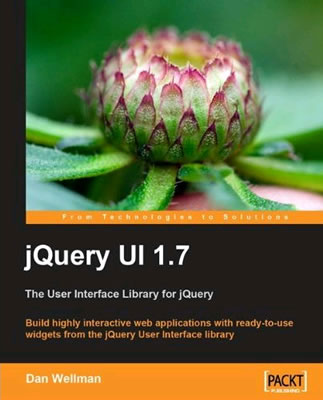 From Technologies to Solutions
jQuery UI 1.7
The User Interface Library for jQuery
Build highly interactive web applications with ready-to-use
widgets from the jQuery User Interface library
Dan Wellman
PACKT
PUBLISHING